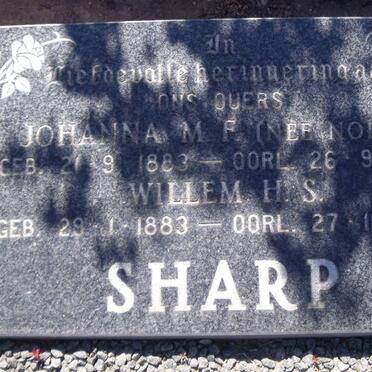 In
Liefdevolle herinnering a
ONS OUERS
JOHANNA M. F. (NEE NO
GEB. 21·9·1883 — OORL. 26·9
WILLEM H. S.
GEB. 29·1·1883 — OORL. 27·1
SHARP